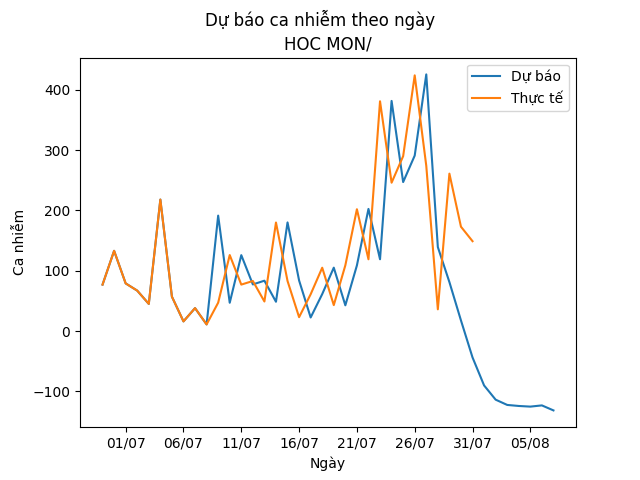 Dự báo ca nhiễm theo ngày
HOC MON/
Dự báo
Thực tế
Ca nhiễm
400
300
200
100
0
−100
01/07 06/07 11/07 16/07 21/07 26/07 31/07 05/08
Ngày